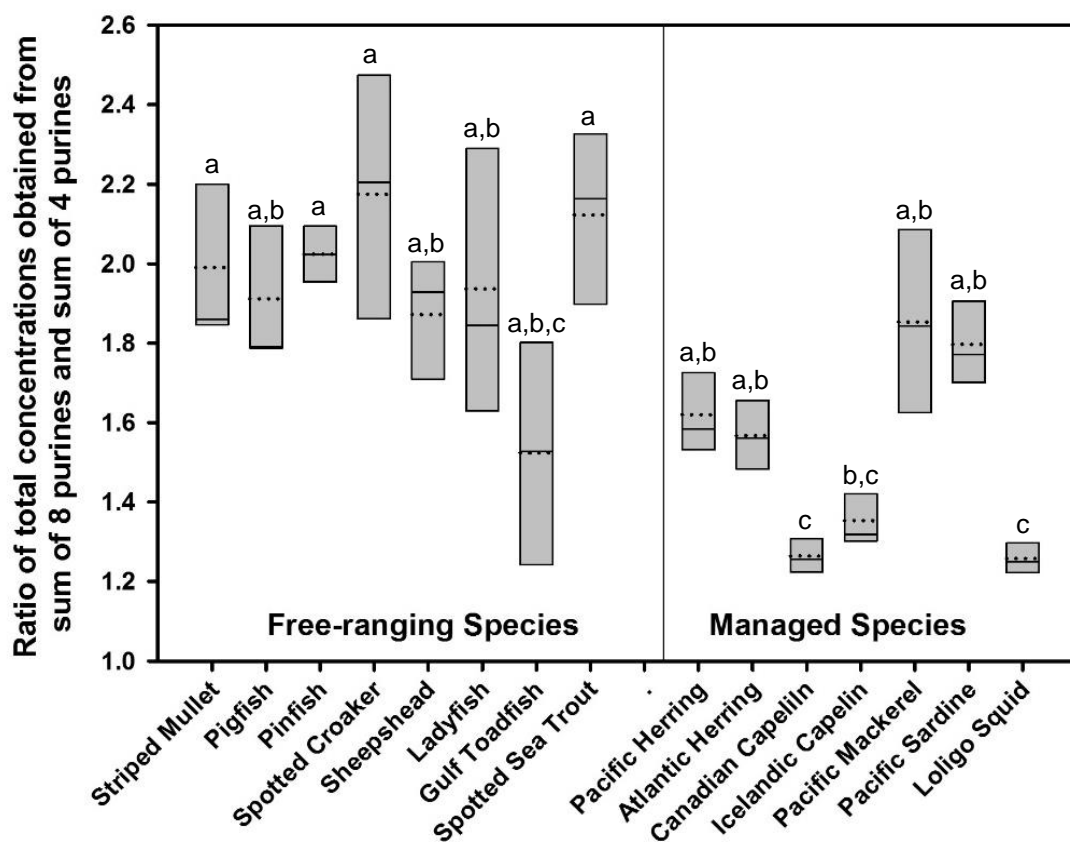 Ratio of total concentrations obtained from
sum of 8 purines and sum of 4 purines
2.6
2.4
2.2
2.0
1.8
1.6
1.4
1.2
1.0
a
a,b
a
a
a,b
a,b
a,b,c
a
a,b
a,b
c
b,c
a,b
a,b
c
Free-ranging Species
Managed Species
Striped Mullet
Pigfish
Pinfish
Spotted Croaker
Sheepshead
Ladyfish
Gulf Toadfish
Spotted Sea Trout
.
Pacific Herring
Atlantic Herring
Canadian Capeliln
Icelandic Capelin
Pacific Mackerel
Pacific Sardine
Loligo Squid